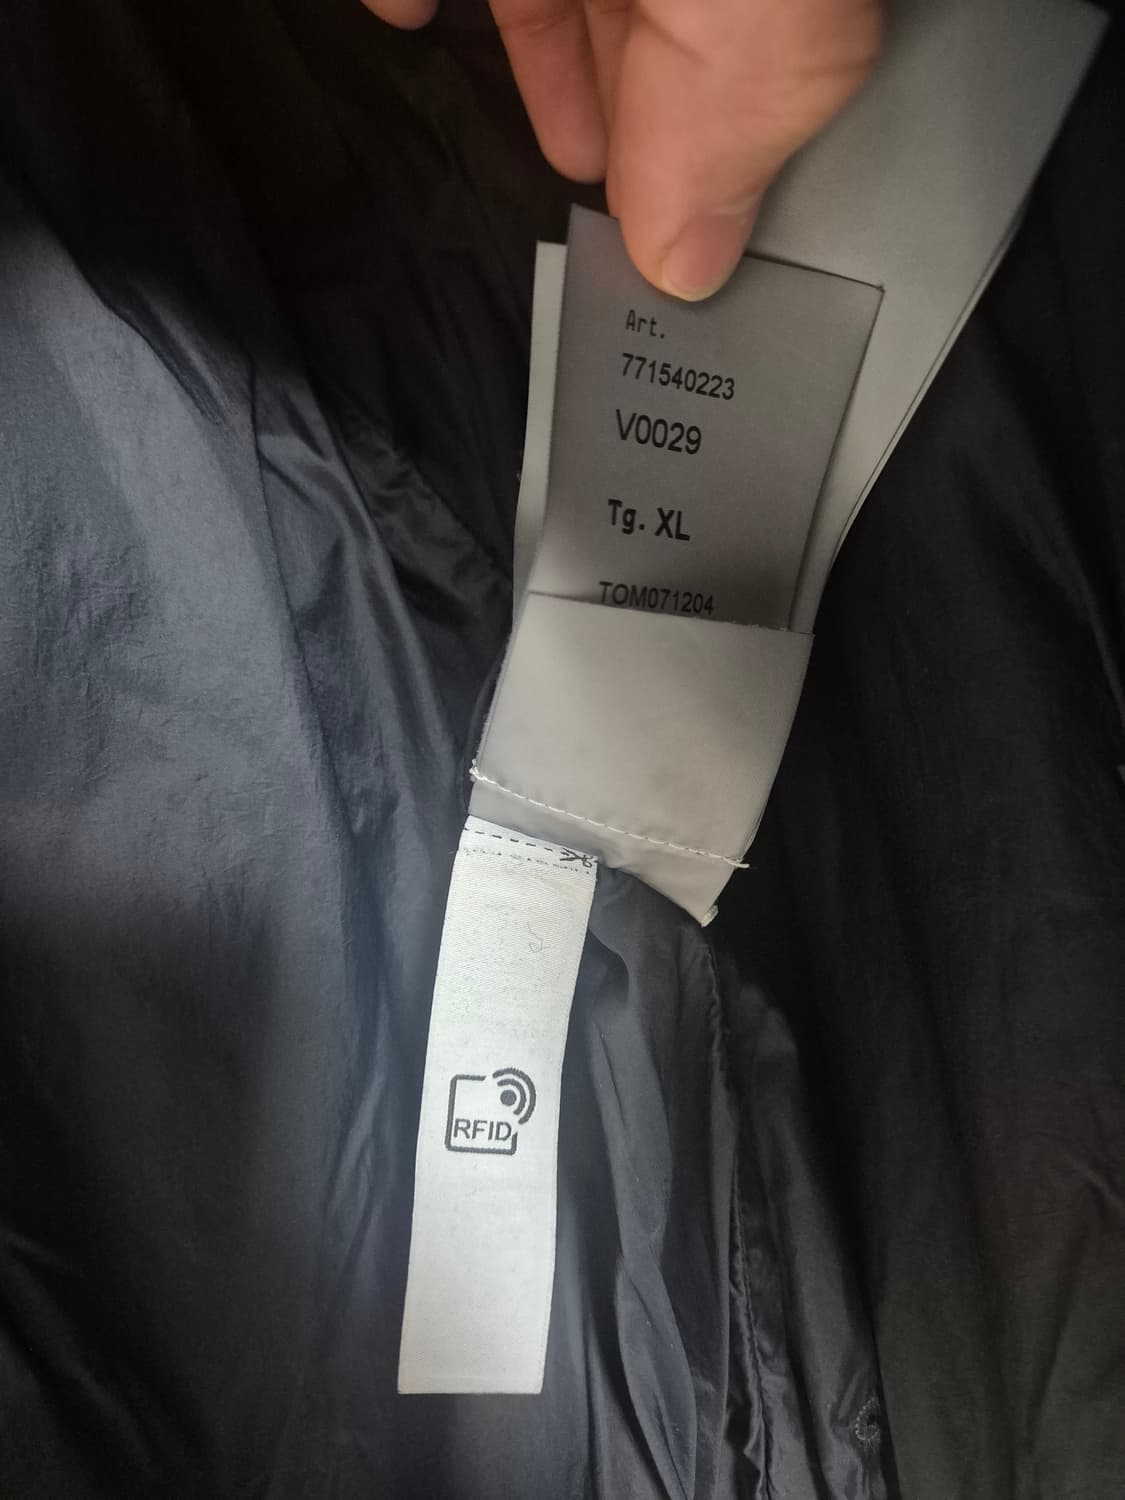 Art.
771540223
V0029
Tg. XL
TOM071204
RFID